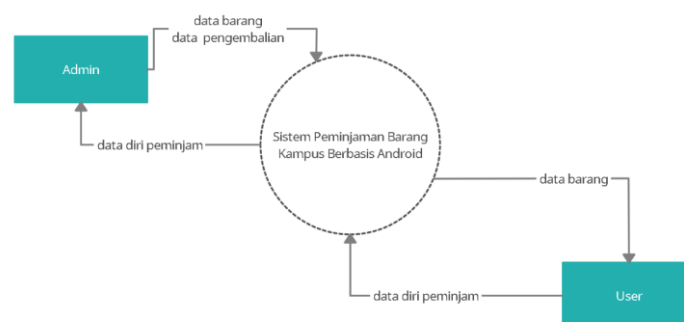 data barang
data pengembalian
Admin
data diri peminjam
Sistem Peminjaman Barang
Kampus Berbasis Android
data barang
data diri peminjam
User